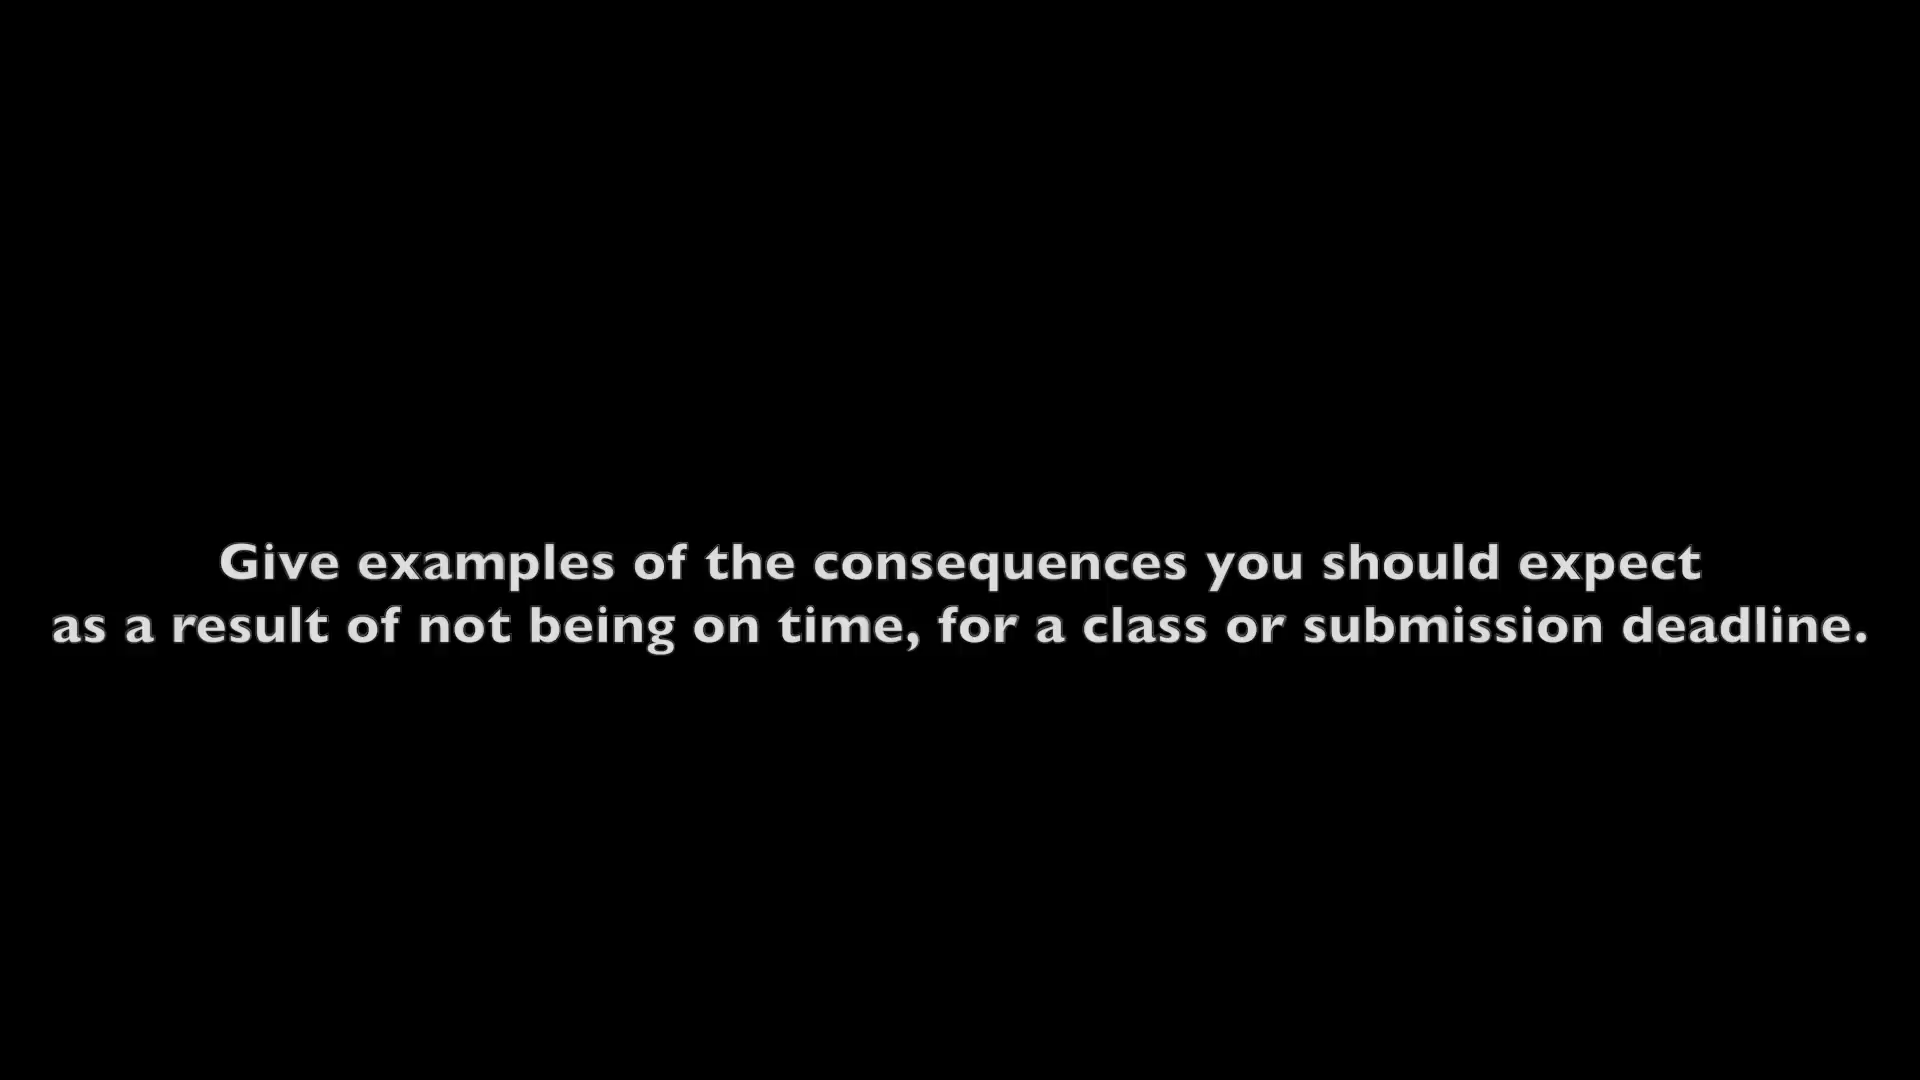 Give examples of the consequences you should expect
as a result of not being on time, for a class or submission deadline.